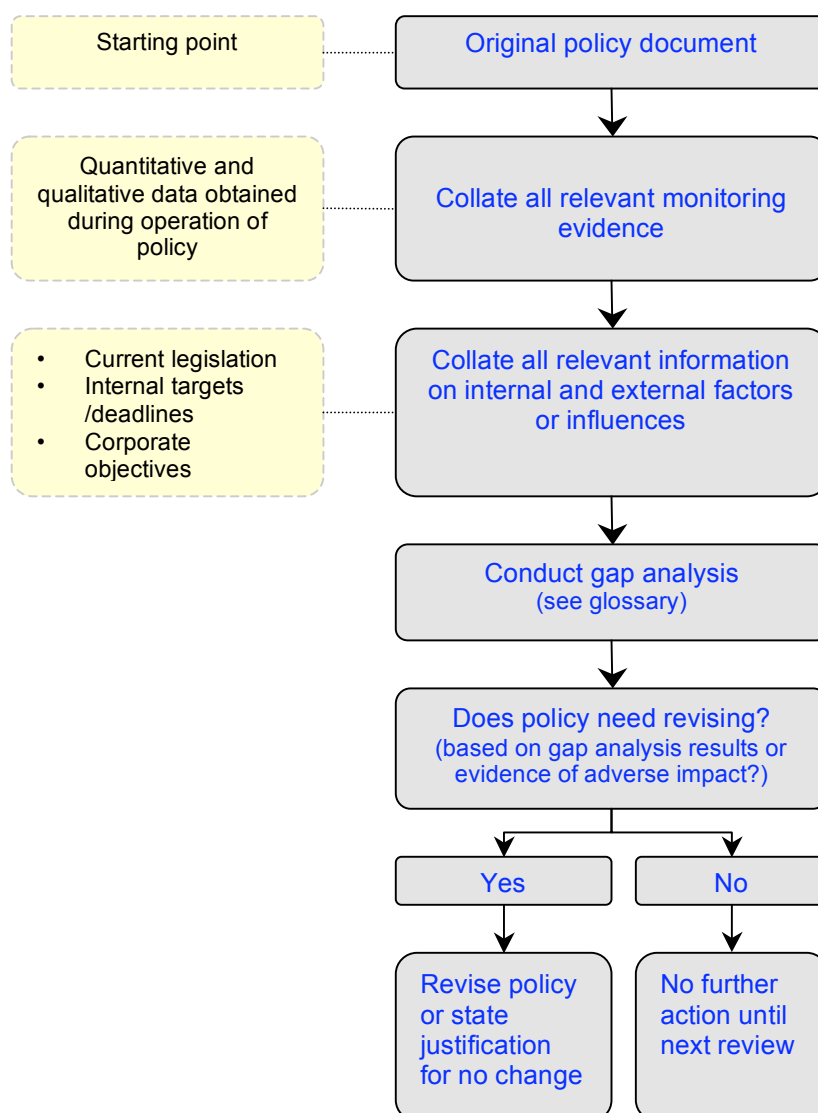 Starting point
Original policy document
Quantitative and
qualitative data obtained
during operation of
policy
Collate all relevant monitoring
evidence
• Current legislation
• Internal targets
/deadlines
• Corporate
objectives
Collate all relevant information
on internal and external factors
or influences
Conduct gap analysis
(see glossary)
Does policy need revising?
(based on gap analysis results or
evidence of adverse impact?)
Yes
No
Revise policy
or state
justification
for no change
No further
action until
next review